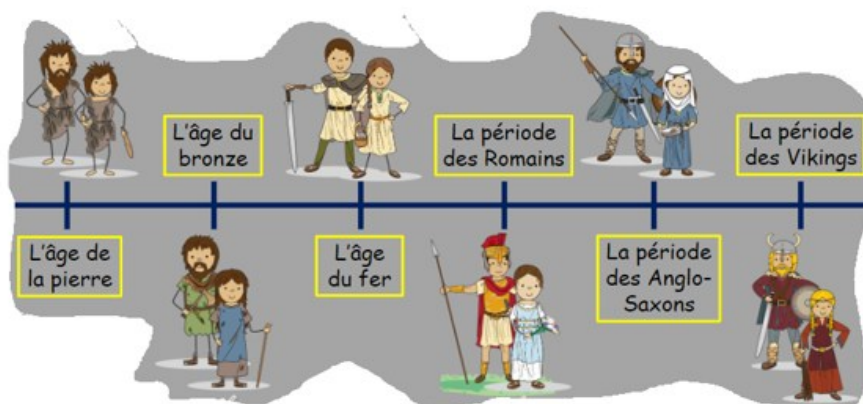 L'âge du
bronze
La période
des Romains
La période
des Vikings
L'âge de
la pierre
L'âge
du fer
La période
des Anglo-
Saxons